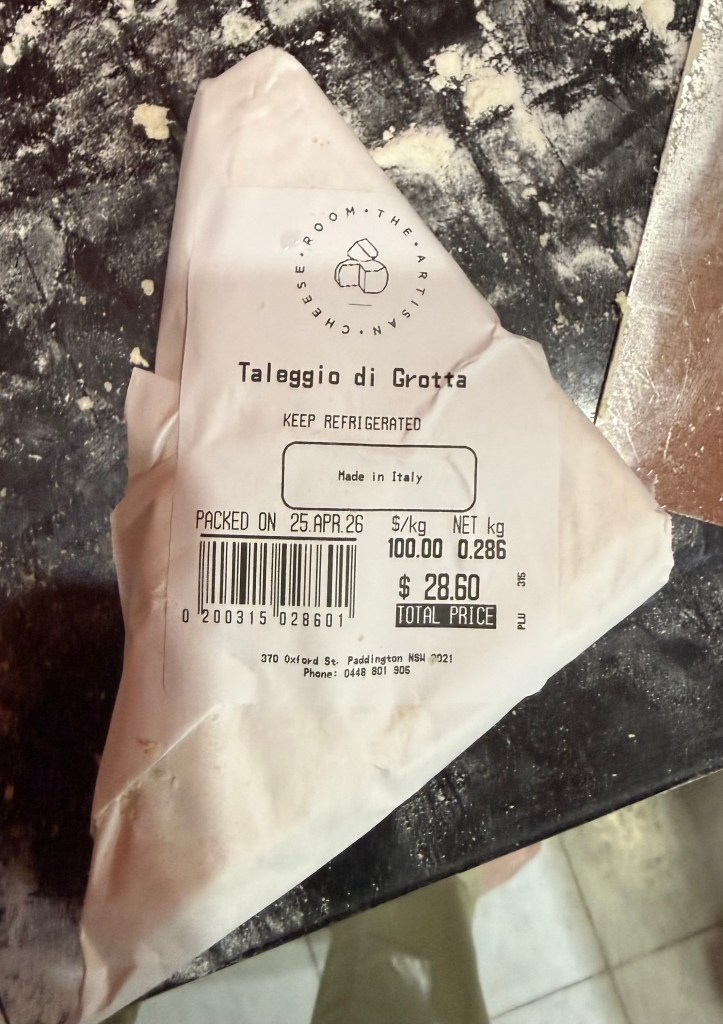 THE • ARTISAN • CHEESE • ROOM •
Taleggio di Grotta
KEEP REFRIGERATED
Made in Italy
PACKED ON 25.APR.26 $/kg NET kg
100.00 0.286
$ 28.60
TOTAL PRICE
PLU 315
0 200315 028601
370 Oxford St. Paddington NSW 2021
Phone: 0448 801 905